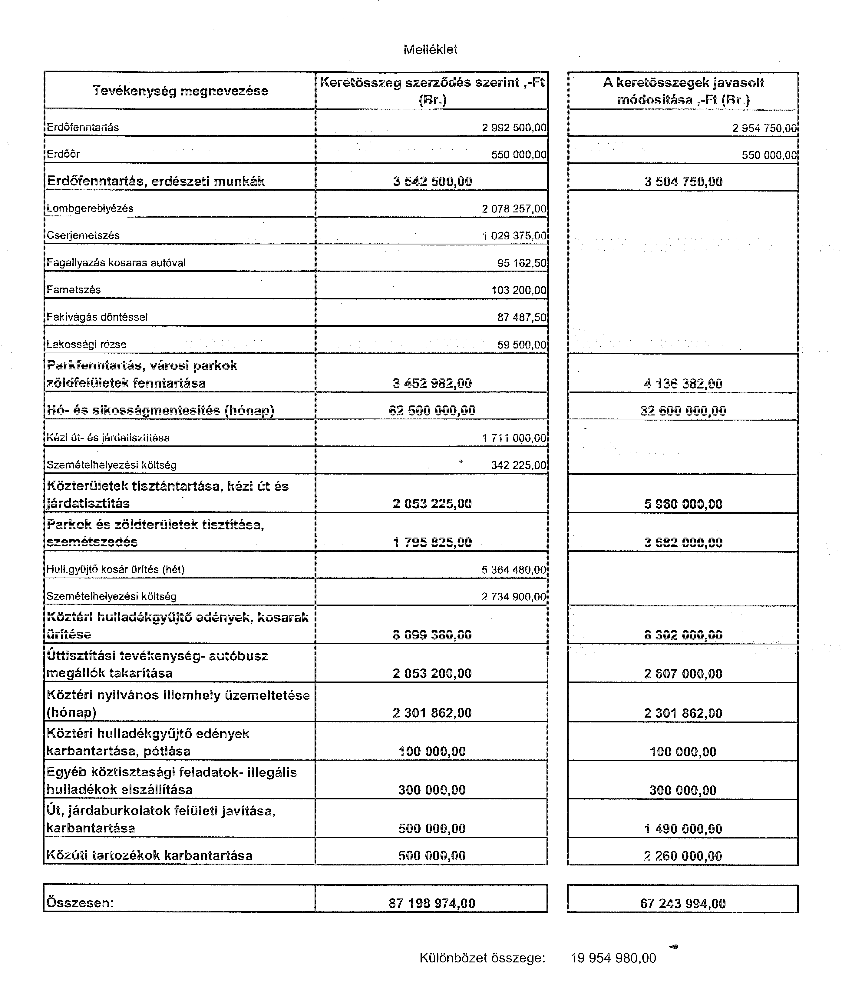 Melléklet
Tevékenység megnevezése
Keretösszeg szerződés szerint ,-Ft
(Br.)
A keretösszegek javasolt
módosítása ,-Ft (Br.)
Erdőfenntartás 2 992 500,00 2 954 750,00
Erdőőr 550 000,00 550 000,00
Erdőfenntartás, erdészeti munkák 3 542 500,00 3 504 750,00
Lombgereblyézés 2 078 257,00
Cserjemetszés 1 029 375,00
Fagallyazás kosaras autóval 95 162,50
Fametszés 103 200,00
Fakivágás döntéssel 87 487,50
Lakossági rőzse 59 500,00
Parkfenntartás, városi parkok
zöldfelületek fenntartása 3 452 982,00 4 136 382,00
Hó- és sikosságmentesítés (hónap) 62 500 000,00 32 600 000,00
Kézi út- és járdatisztítása 1 711 000,00
Szemételhelyezési költség 342 225,00
Közterületek tisztántartása, kézi út és
járdatisztítás 2 053 225,00 5 960 000,00
Parkok és zöldterületek tisztítása,
szemétszedés 1 795 825,00 3 682 000,00
Hull.gyüjtő kosár ürítés (hét) 5 364 480,00
Szemételhelyezési költség 2 734 900,00
Köztéri hulladékgyűjtő edények, kosarak
ürítése 8 099 380,00 8 302 000,00
Úttisztítási tevékenység- autóbusz
megállók takarítása 2 053 200,00 2 607 000,00
Köztéri nyilvános illemhely üzemeltetése
(hónap) 2 301 862,00 2 301 862,00
Köztéri hulladékgyűjtő edények
karbantartása, pótlása 100 000,00 100 000,00
Egyéb köztisztasági feladatok- illegális
hulladékok elszállítása 300 000,00 300 000,00
Út, járdaburkolatok felületi javítása,
karbantartása 500 000,00 1 490 000,00
Közúti tartozékok karbantartása 500 000,00 2 260 000,00
Összesen: 87 198 974,00 67 243 994,00
Különbözet összege: 19 954 980,00